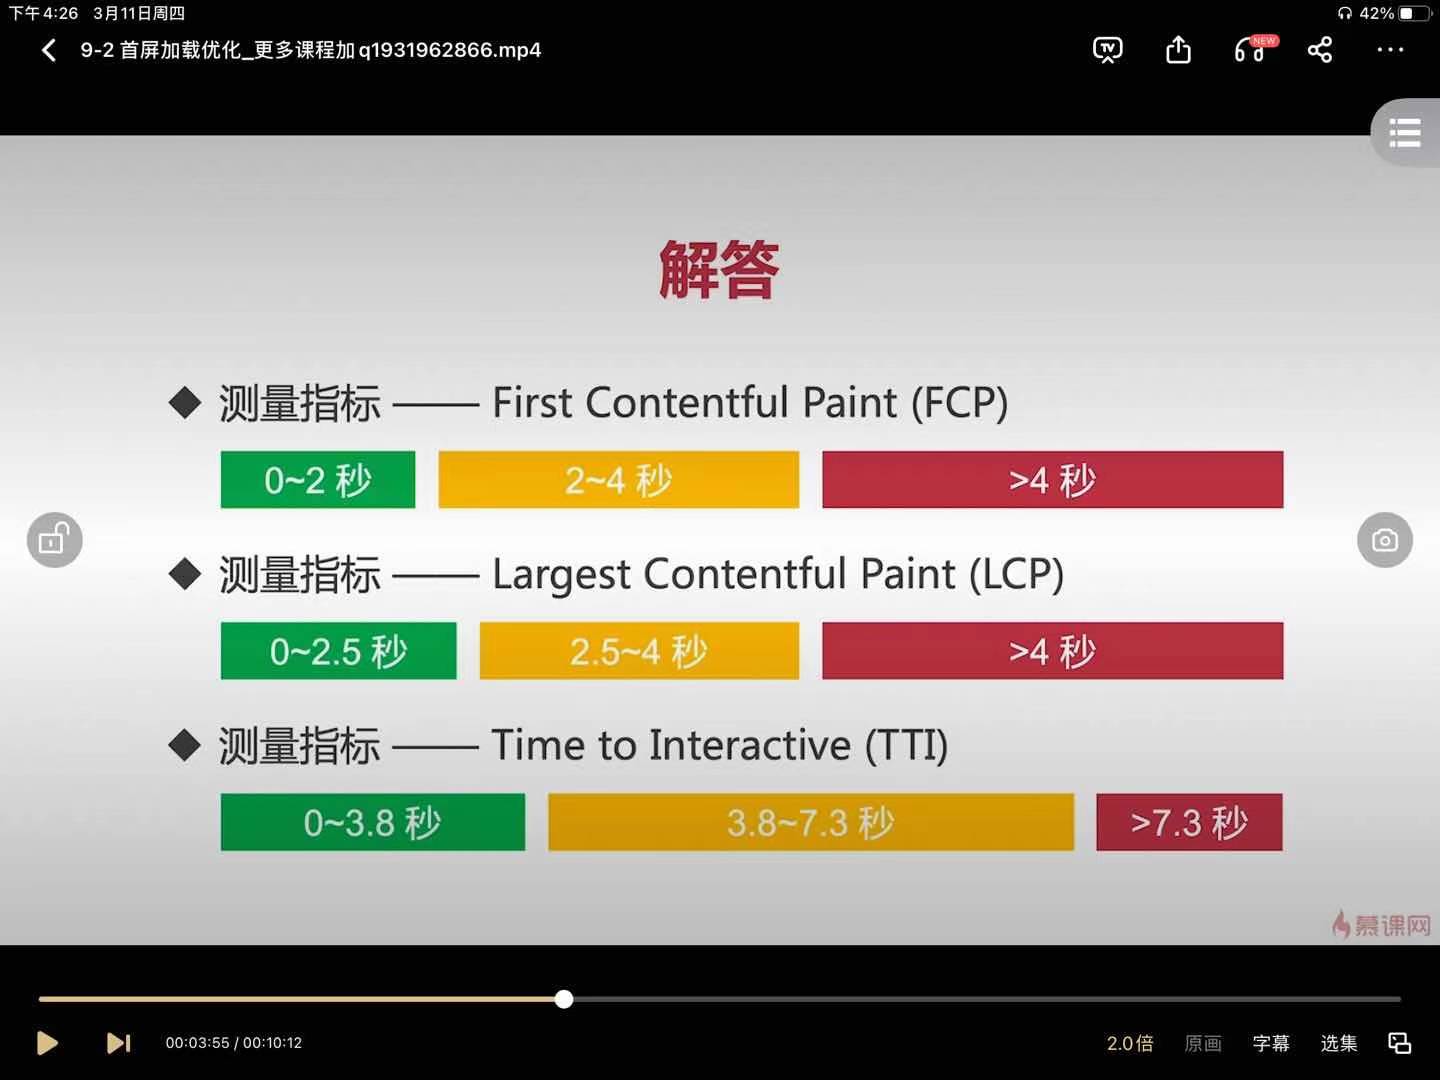 下午4:26 3月11日周四
42%
9-2 首屏加载优化_更多课程加q1931962866.mp4
TV
NEW
解答
测量指标 —— First Contentful Paint (FCP)
0~2 秒 2~4 秒 >4 秒
测量指标 —— Largest Contentful Paint (LCP)
0~2.5 秒 2.5~4 秒 >4 秒
测量指标 —— Time to Interactive (TTI)
0~3.8 秒 3.8~7.3 秒 >7.3 秒
慕课网
00:03:55 / 00:10:12
2.0倍 原画 字幕 选集